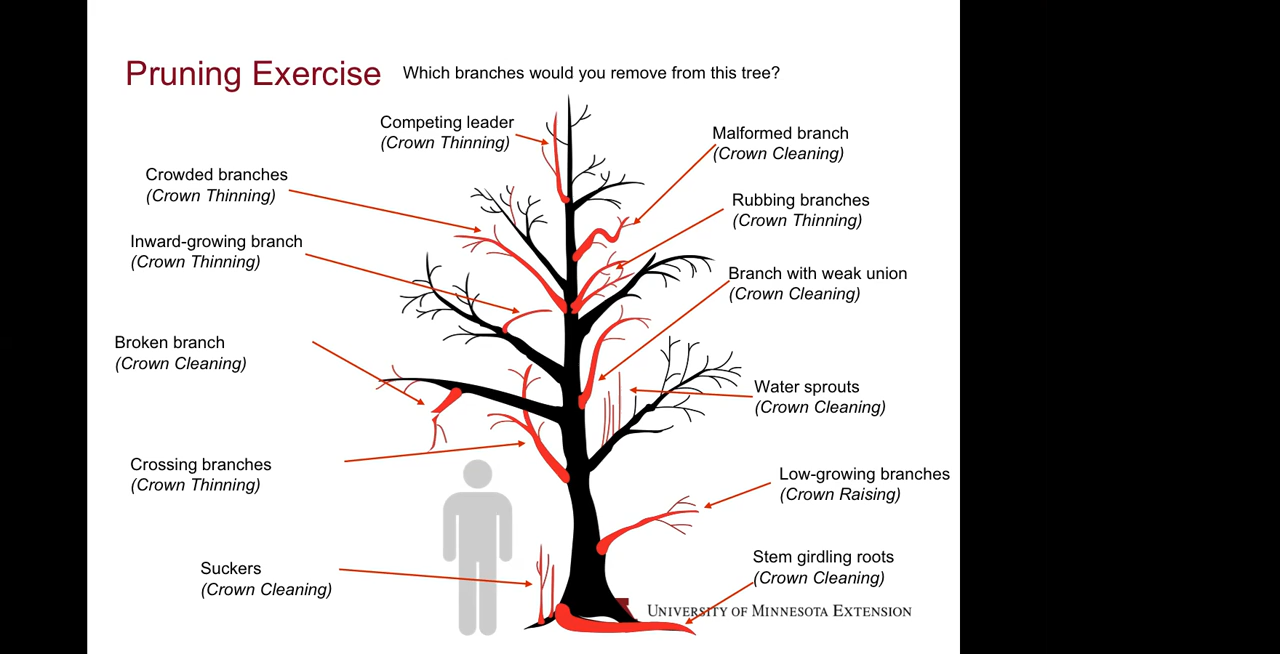 Pruning Exercise
Which branches would you remove from this tree?
Competing leader
(Crown Thinning)
Malformed branch
(Crown Cleaning)
Crowded branches
(Crown Thinning)
Rubbing branches
(Crown Thinning)
Inward-growing branch
(Crown Thinning)
Branch with weak union
(Crown Cleaning)
Broken branch
(Crown Cleaning)
Water sprouts
(Crown Cleaning)
Crossing branches
(Crown Thinning)
Low-growing branches
(Crown Raising)
Suckers
(Crown Cleaning)
Stem girdling roots
(Crown Cleaning)
UNIVERSITY OF MINNESOTA EXTENSION